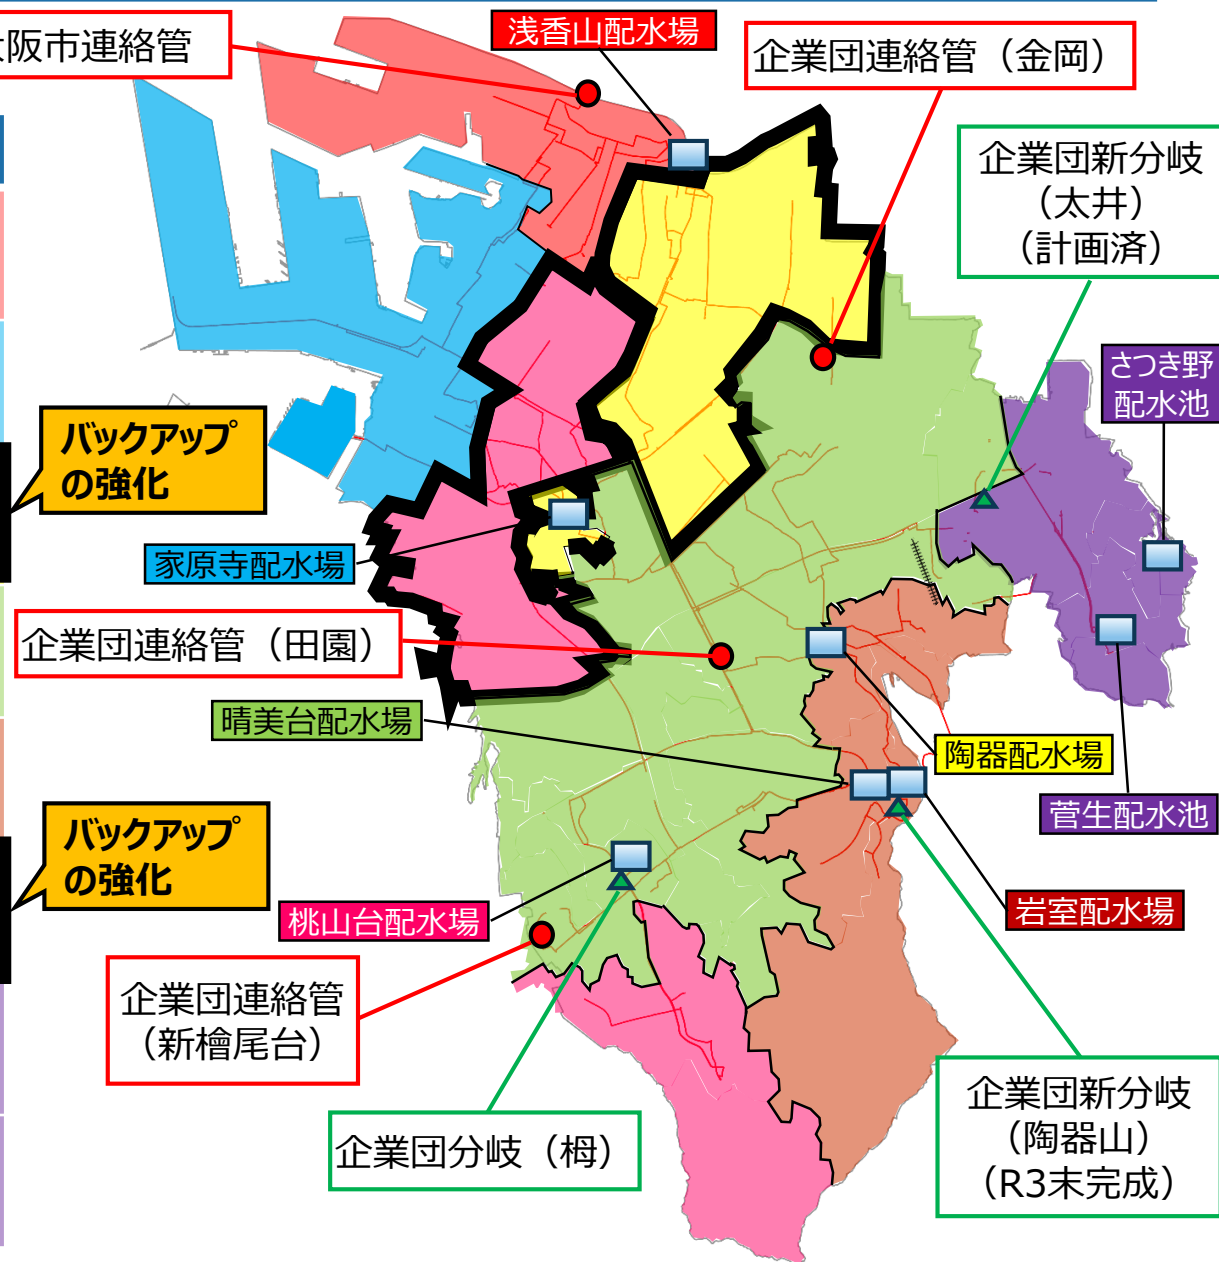 阪市連絡管
浅香山配水場
企業団連絡管（金岡）
企業団新分岐
（太井）
（計画済）
さつき野
配水池
バックアップ
の強化
家原寺配水場
企業団連絡管（田園）
晴美台配水場
陶器配水場
菅生配水池
バックアップ
の強化
桃山台配水場
岩室配水場
企業団連絡管
（新檜尾台）
企業団分岐（栂）
企業団新分岐
（陶器山）
（R3末完成）